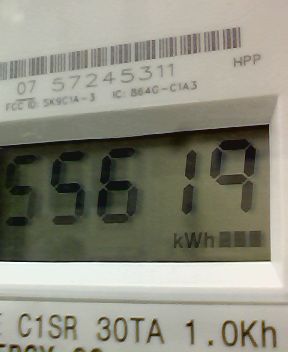 HPP
07 57245311
FCC ID: SK9C1A-3 IC: 864G-C1A3
55619
kWh
C1SR 30TA 1.0Kh